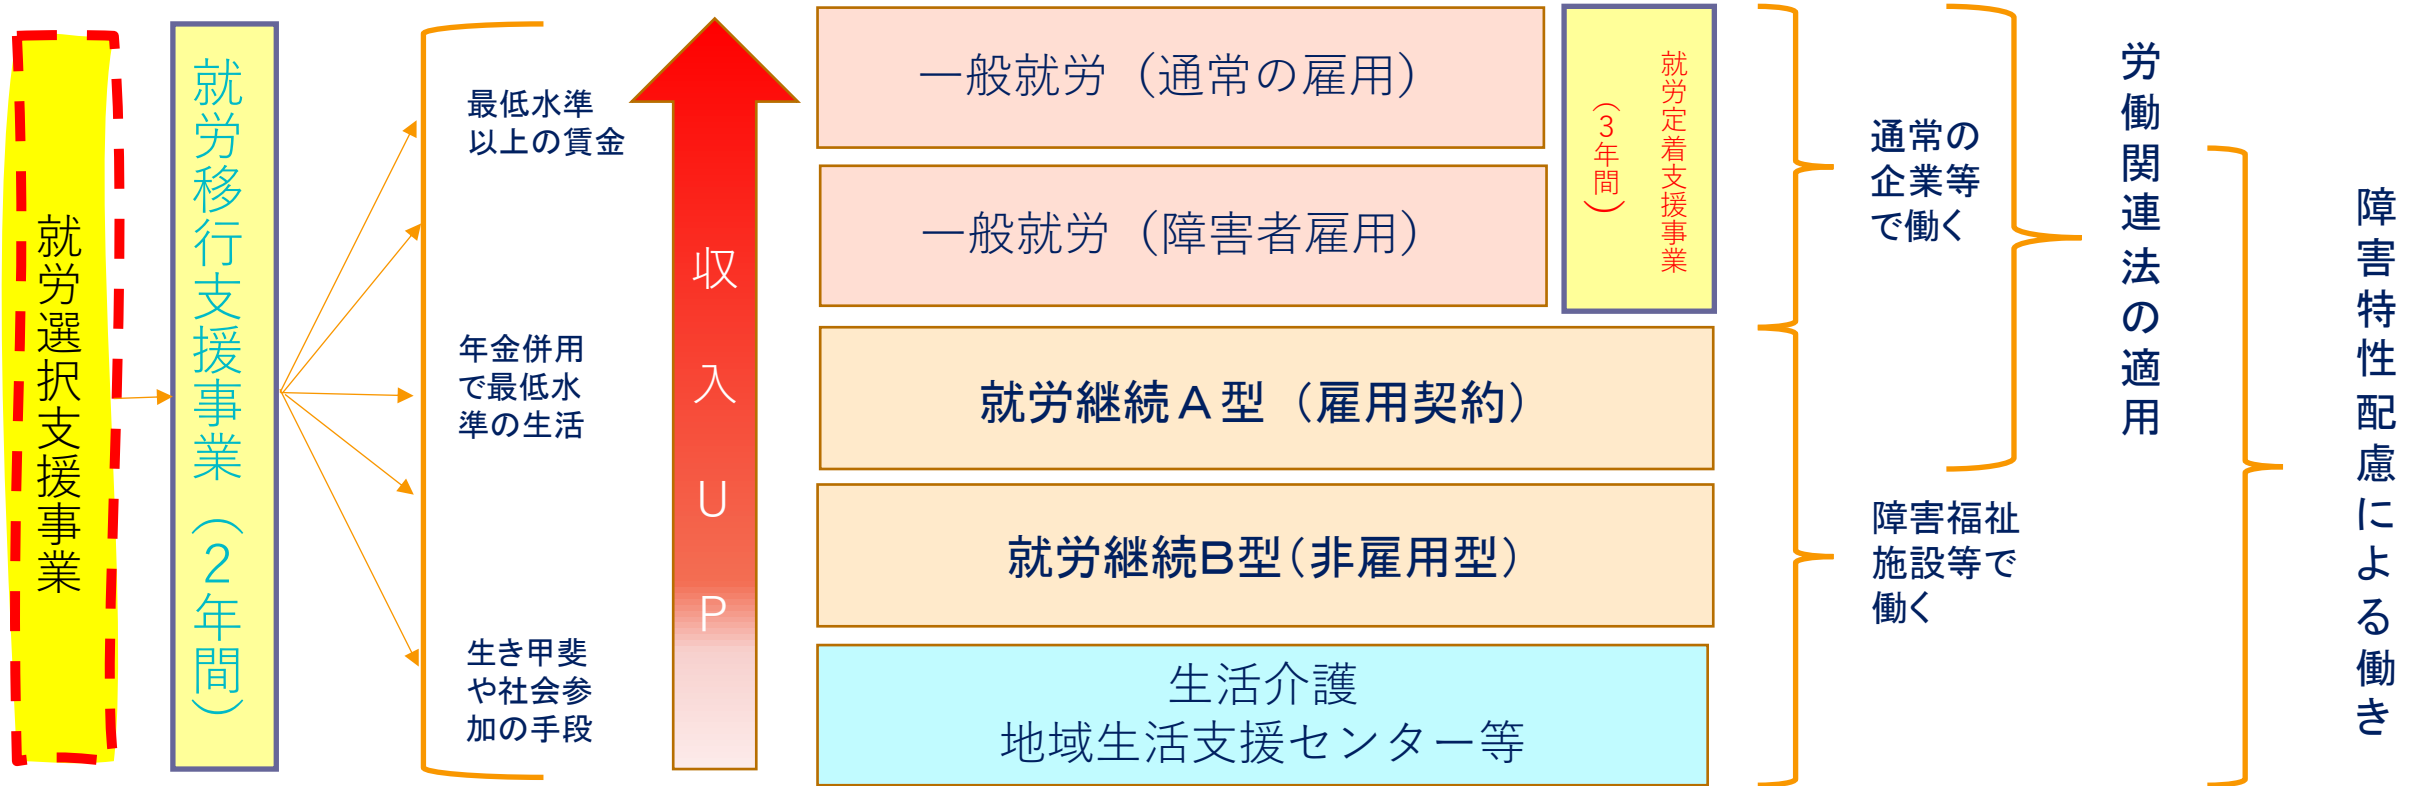 就労選択支援事業
就労移行支援事業（２年間）
最低水準
以上の賃金
年金併用
で最低水
準の生活
生き甲斐
や社会参
加の手段
収入ＵＰ
一般就労（通常の雇用）
一般就労（障害者雇用）
就労定着支援事業
（３年間）
就労継続Ａ型（雇用契約）
就労継続B型（非雇用型）
生活介護
地域生活支援センター等
通常の
企業等
で働く
障害福祉
施設等で
働く
労働関連法の適用
障害特性配慮による働き